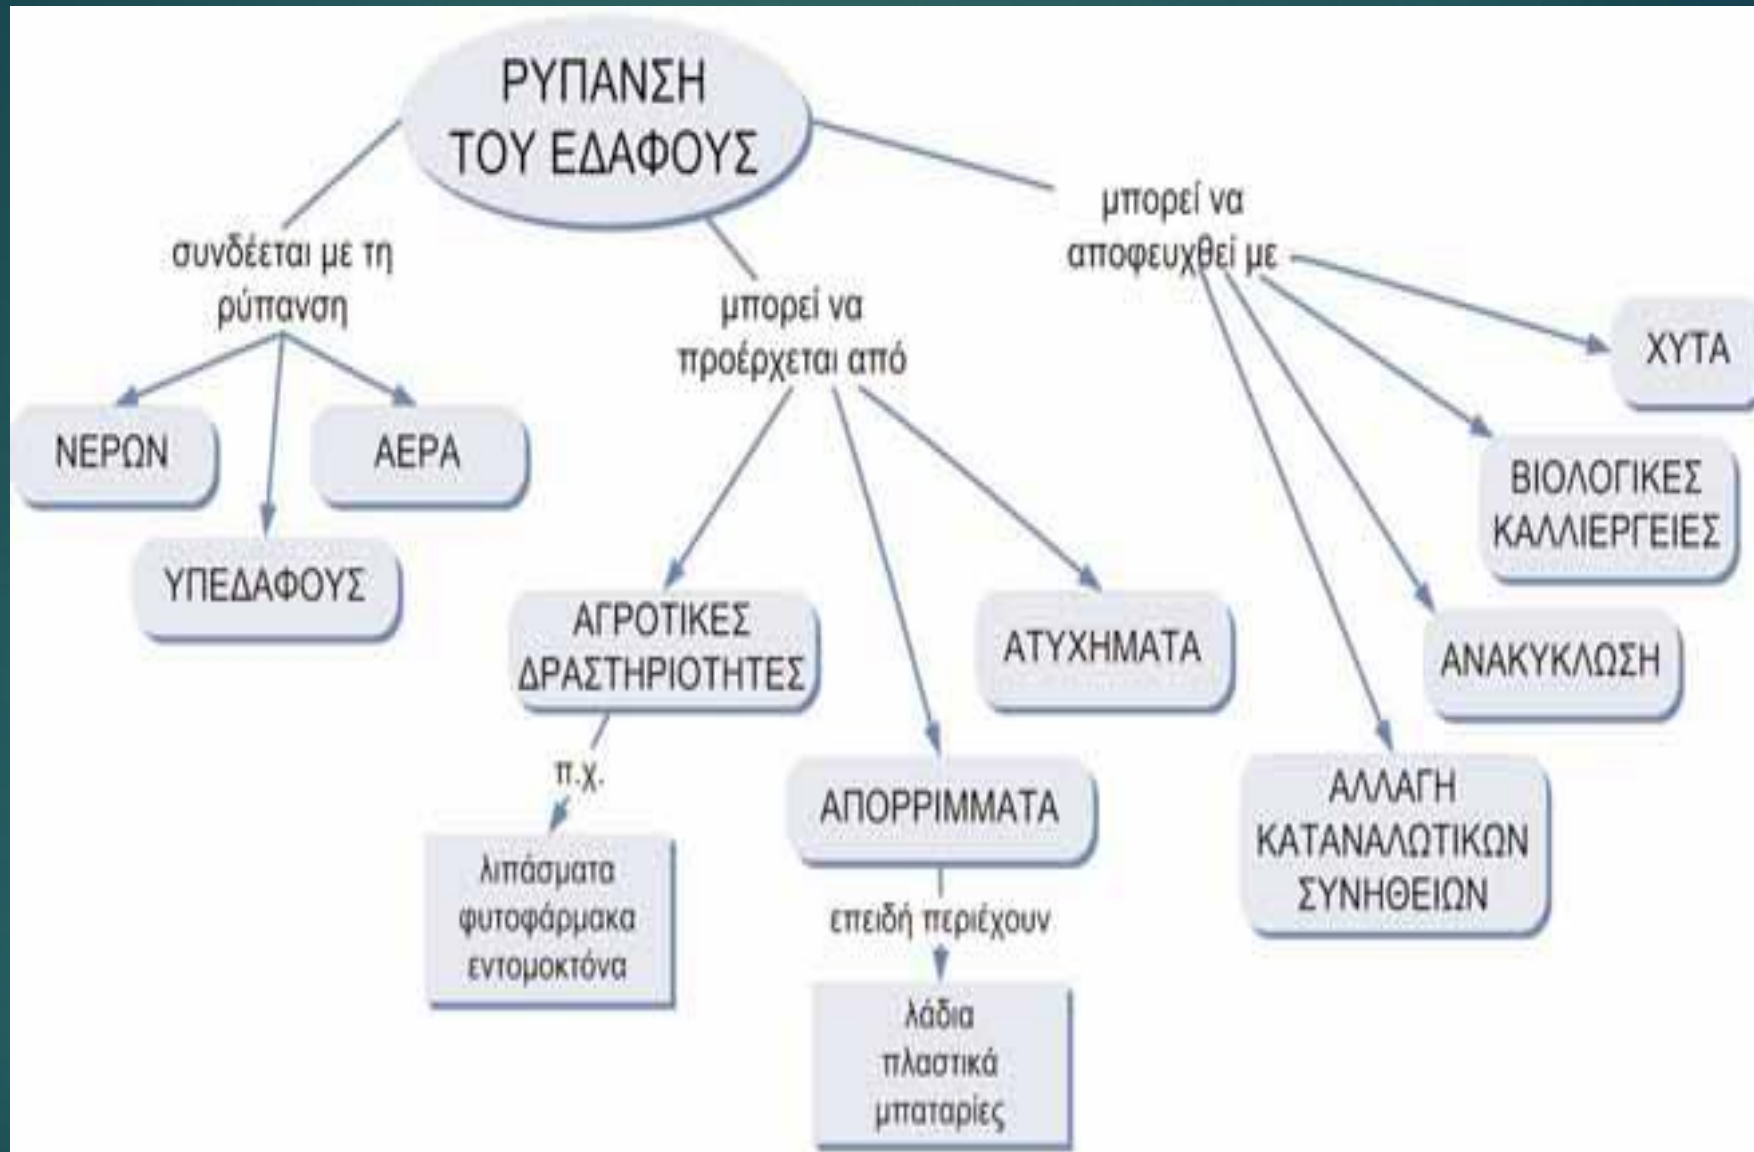 ΡΥΠΑΝΣΗ
ΤΟΥ ΕΔΑΦΟΥΣ
συνδέεται με τη
ρύπανση
ΝΕΡΩΝ
ΑΕΡΑ
ΥΠΕΔΑΦΟΥΣ
μπορεί να
προέρχεται από
ΑΓΡΟΤΙΚΕΣ
ΔΡΑΣΤΗΡΙΟΤΗΤΕΣ
π.χ.
λιπάσματα
φυτοφάρμακα
εντομοκτόνα
ΑΠΟΡΡΙΜΜΑΤΑ
επειδή περιέχουν
λάδια
πλαστικά
μπαταρίες
ΑΤΥΧΗΜΑΤΑ
μπορεί να
αποφευχθεί με
ΧΥΤΑ
ΒΙΟΛΟΓΙΚΕΣ
ΚΑΛΛΙΕΡΓΕΙΕΣ
ΑΝΑΚΥΚΛΩΣΗ
ΑΛΛΑΓΗ
ΚΑΤΑΝΑΛΩΤΙΚΩΝ
ΣΥΝΗΘΕΙΩΝ